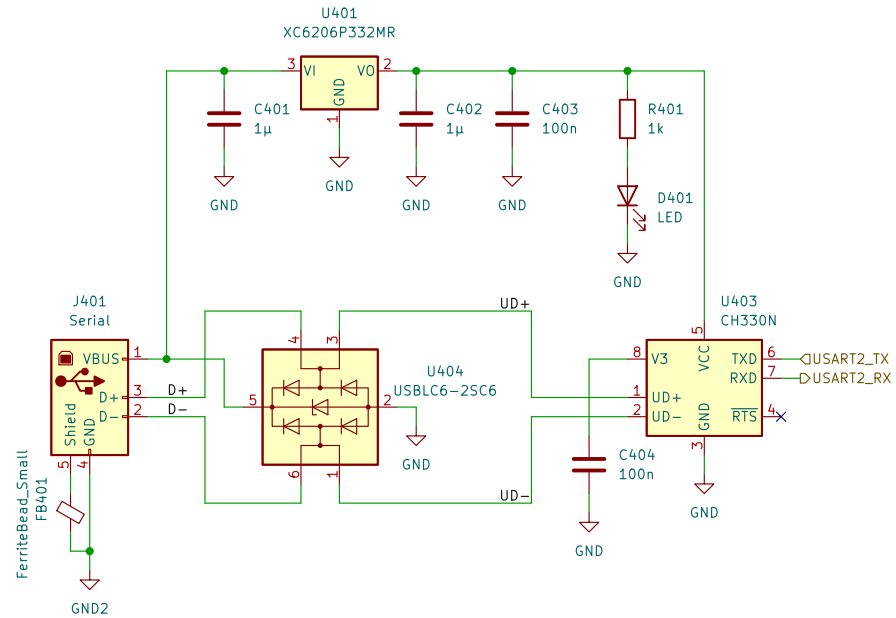 U401
XC6206P332MR
3
VI
VO
2
GND
1
C401
1µ
C402
1µ
C403
100n
R401
1k
GND
GND
GND
GND
D401
LED
GND
J401
Serial
VBUS
1
D+
3
D+
D-
2
D-
Shield
GND
5
4
FerriteBead_Small
FB401
GND2
4
3
U404
USBLC6-2SC6
5
2
GND
6
1
UD+
UD-
U403
CH330N
5
VCC
8
V3
TXD
6
USART2_TX
RXD
7
USART2_RX
1
UD+
2
UD-
RTS
4
GND
3
GND
C404
100n
GND